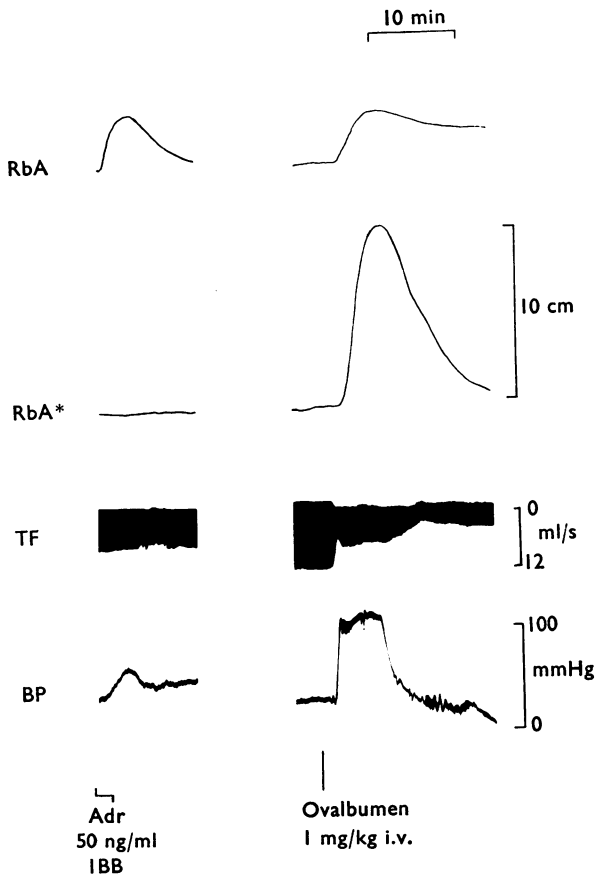 10 min
RbA
10 cm
RbA*
TF
0
ml/s
12
BP
100
mmHg
0
Adr
50 ng/ml
IBB
Ovalbumen
1 mg/kg i.v.